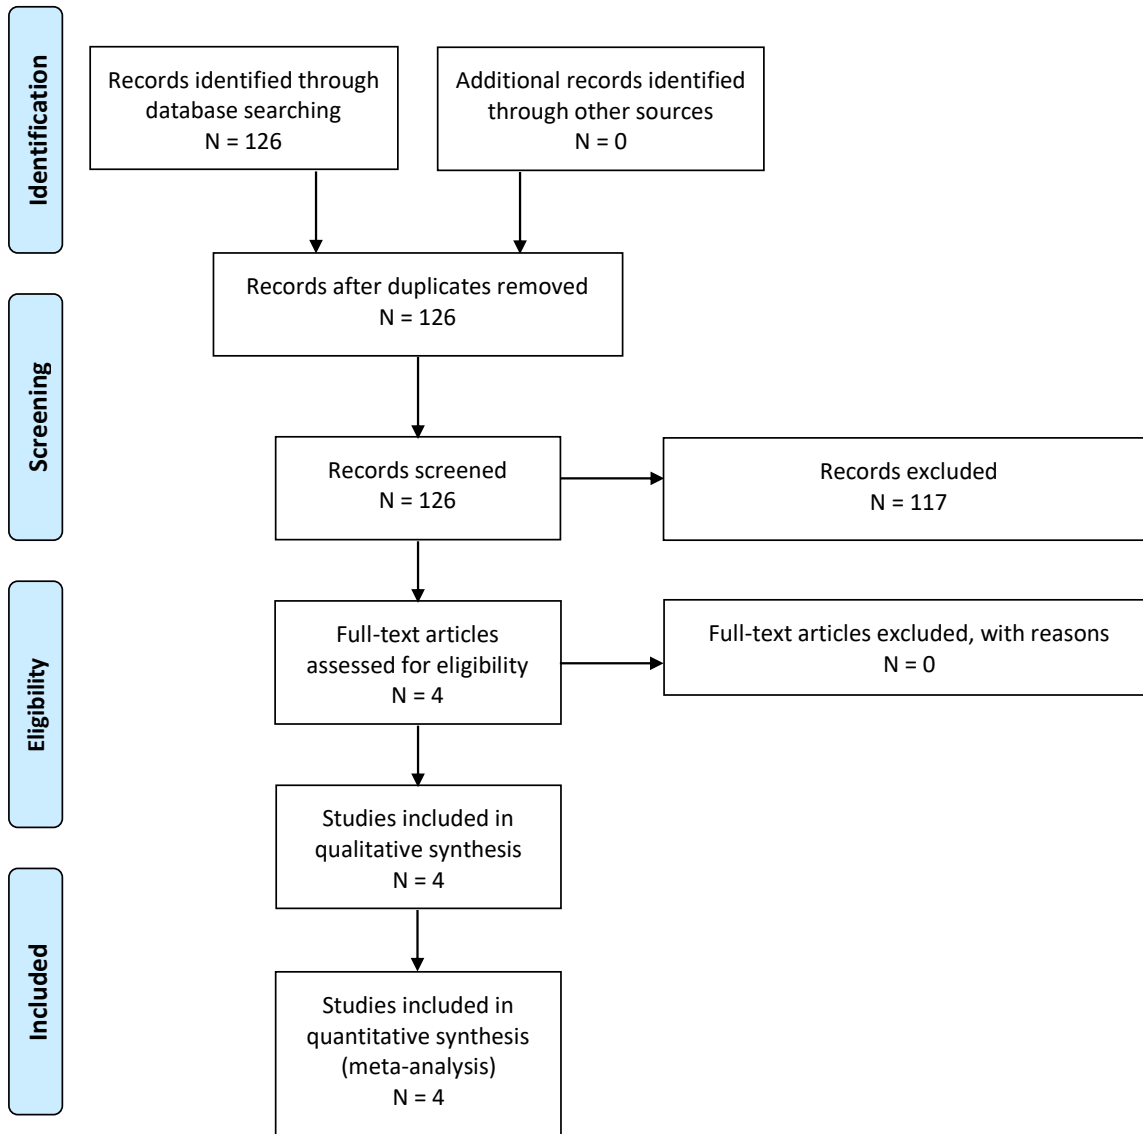 Identification
Records identified through
database searching
N = 126
Additional records identified
through other sources
N = 0
Records after duplicates removed
N = 126
Screening
Records screened
N = 126
Records excluded
N = 117
Eligibility
Full-text articles
assessed for eligibility
N = 4
Full-text articles excluded, with reasons
N = 0
Studies included in
qualitative synthesis
N = 4
Included
Studies included in
quantitative synthesis
(meta-analysis)
N = 4